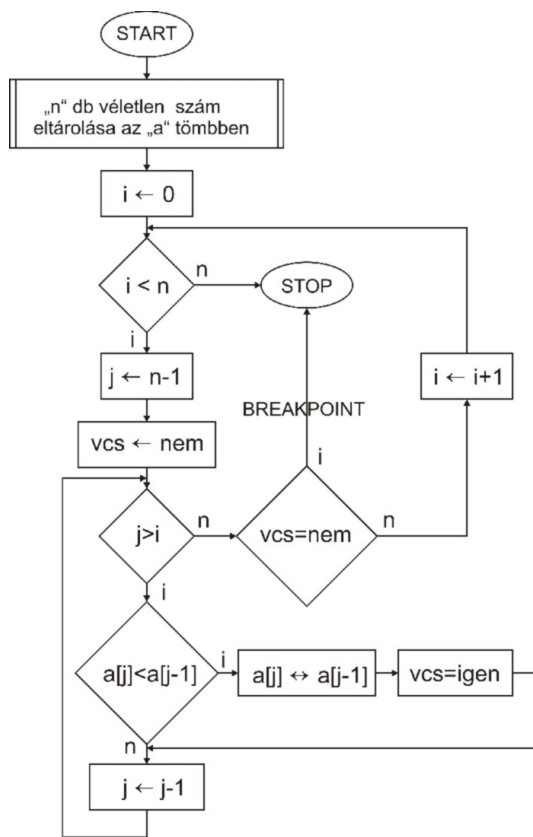 START
„n“ db véletlen szám
eltárolása az „a“ tömbben
i ← 0
i < n
n
STOP
i
j ← n-1
i ← i+1
BREAKPOINT
vcs ← nem
i
j>i
n
vcs=nem
n
i
a[j]<a[j-1]
i
a[j] ↔ a[j-1]
vcs=igen
n
j ← j-1